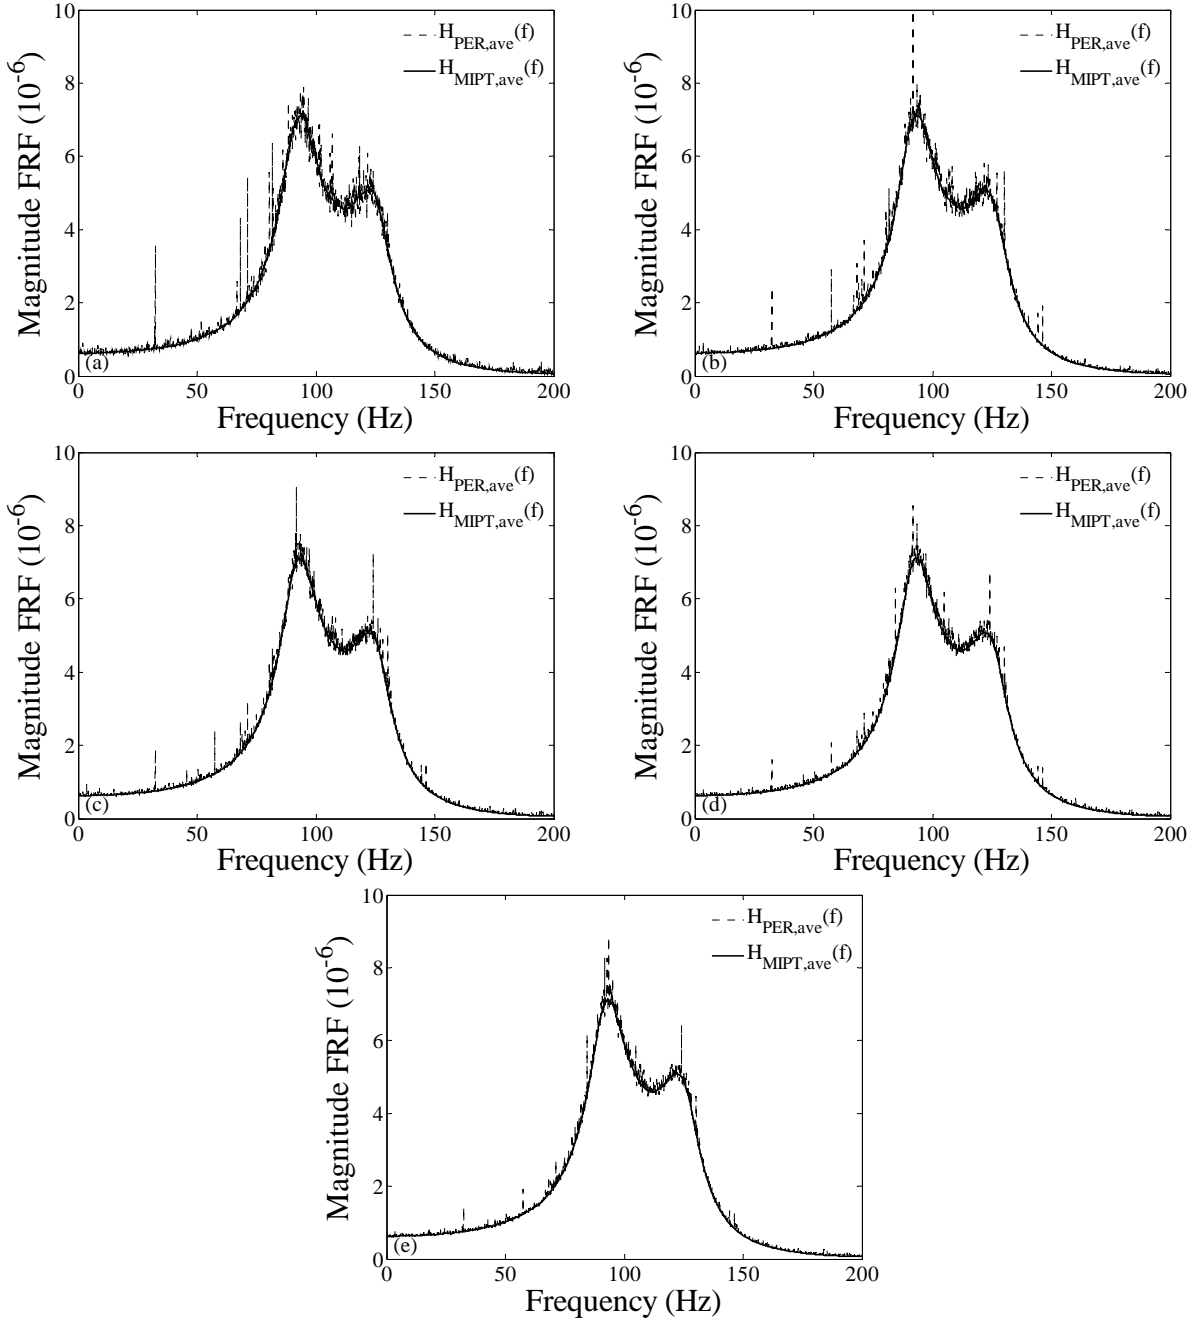 Magnitude FRF (10^-6)
10
8
6
4
2
0
H_PER,ave(f)
H_MIPT,ave(f)
(a)
0 50 100 150 200
Frequency (Hz)
Magnitude FRF (10^-6)
10
8
6
4
2
0
H_PER,ave(f)
H_MIPT,ave(f)
(b)
0 50 100 150 200
Frequency (Hz)
Magnitude FRF (10^-6)
10
8
6
4
2
0
H_PER,ave(f)
H_MIPT,ave(f)
(c)
0 50 100 150 200
Frequency (Hz)
Magnitude FRF (10^-6)
10
8
6
4
2
0
H_PER,ave(f)
H_MIPT,ave(f)
(d)
0 50 100 150 200
Frequency (Hz)
Magnitude FRF (10^-6)
10
8
6
4
2
0
H_PER,ave(f)
H_MIPT,ave(f)
(e)
0 50 100 150 200
Frequency (Hz)